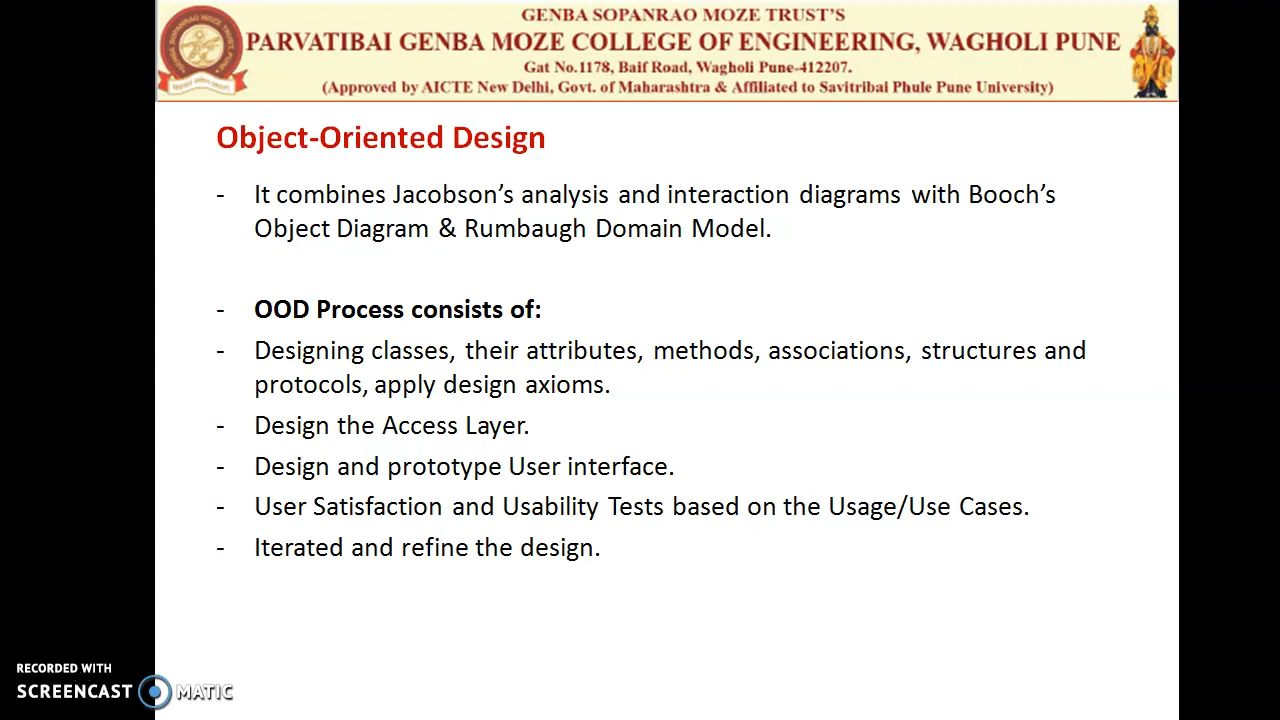 GENBA SOPANRAO MOZE TRUST'S
PARVATIBAI GENBA MOZE COLLEGE OF ENGINEERING, WAGHOLI PUNE
Gat No.1178, Baif Road, Wagholi Pune-412207.
(Approved by AICTE New Delhi, Govt. of Maharashtra & Affiliated to Savitribai Phule Pune University)
Object-Oriented Design
- It combines Jacobson's analysis and interaction diagrams with Booch's
Object Diagram & Rumbaugh Domain Model.
- OOD Process consists of:
- Designing classes, their attributes, methods, associations, structures and
protocols, apply design axioms.
- Design the Access Layer.
- Design and prototype User interface.
- User Satisfaction and Usability Tests based on the Usage/Use Cases.
- Iterated and refine the design.
RECORDED WITH
SCREENCAST MATIC